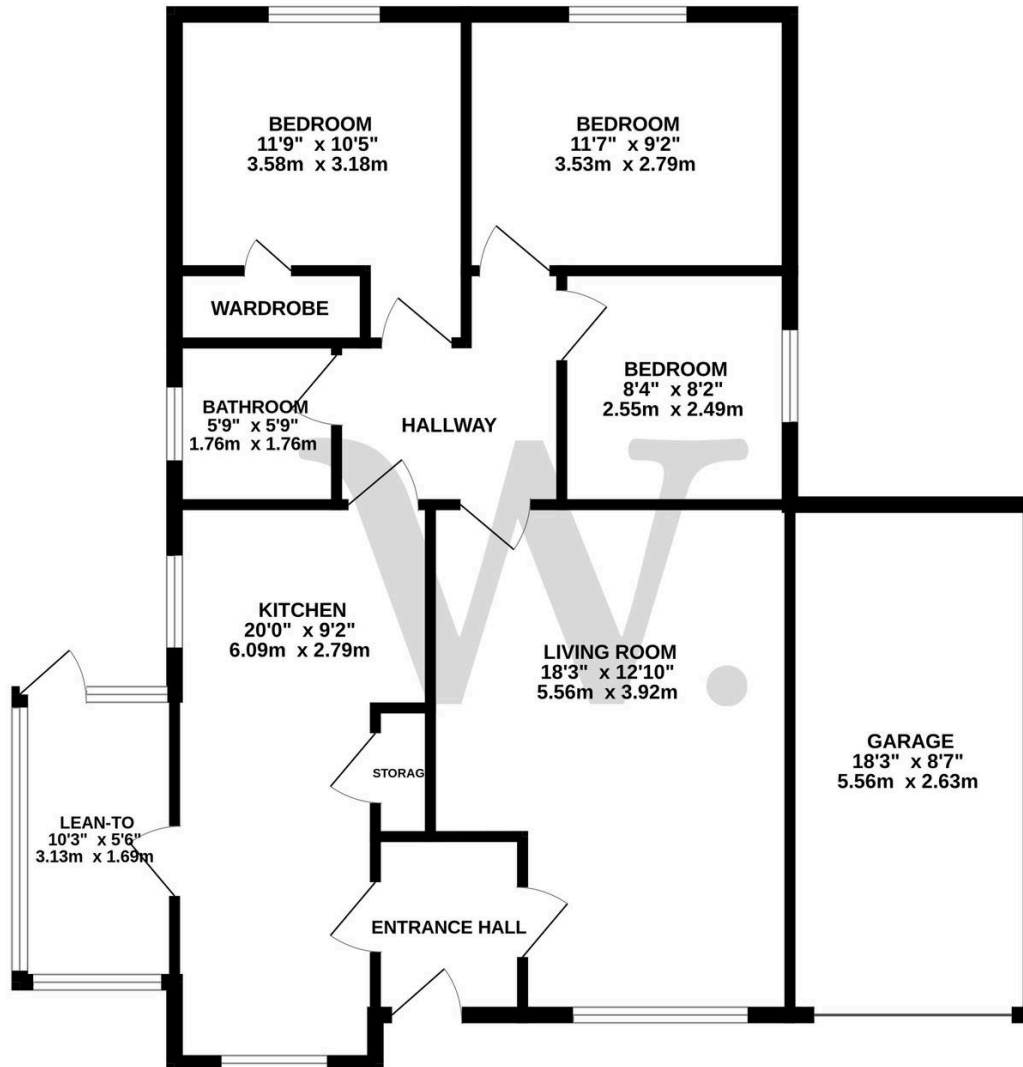 BEDROOM
11'9" x 10'5"
3.58m x 3.18m
BEDROOM
11'7" x 9'2"
3.53m x 2.79m
WARDROBE
BEDROOM
8'4" x 8'2"
2.55m x 2.49m
BATHROOM
5'9" x 5'9"
1.76m x 1.76m
HALLWAY
W.
KITCHEN
20'0" x 9'2"
6.09m x 2.79m
LIVING ROOM
18'3" x 12'10"
5.56m x 3.92m
GARAGE
18'3" x 8'7"
5.56m x 2.63m
STORAG
LEAN-TO
10'3" x 5'6"
3.13m x 1.69m
ENTRANCE HALL